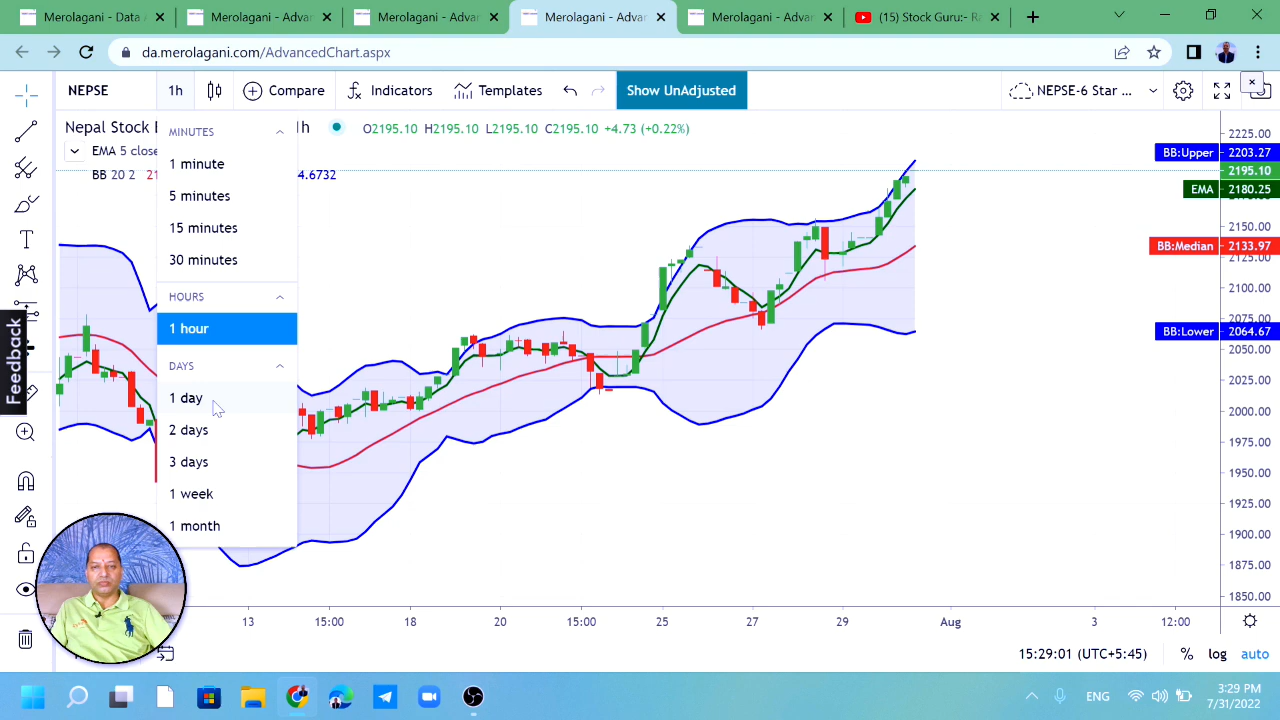 Merolagani - Data A
Merolagani - Advan
Merolagani - Advan
Merolagani - Advar
Merolagani - Advan
(15) Stock Guru:- Ra
da.merolagani.com/AdvancedChart.aspx
NEPSE
1h
Compare
Indicators
Templates
Show UnAdjusted
NEPSE-6 Star ...
Nepal Stock E
1h
O2195.10 H2195.10 L2195.10 C2195.10 +4.73 (+0.22%)
EMA 5 close
BB 20 2
4.6732
MINUTES
1 minute
5 minutes
15 minutes
30 minutes
HOURS
1 hour
DAYS
1 day
2 days
3 days
1 week
1 month
Feedback
2225.00
BB:Upper 2203.27
2195.10
EMA 2180.25
2150.00
BB:Median 2133.97
2125.00
2100.00
2075.00
BB:Lower 2064.67
2050.00
2025.00
2000.00
1975.00
1950.00
1925.00
1900.00
1875.00
1850.00
13
15:00
18
20
15:00
25
27
29
Aug
3
12:00
15:29:01 (UTC+5:45)
%
log
auto
ENG
3:29 PM
7/31/2022